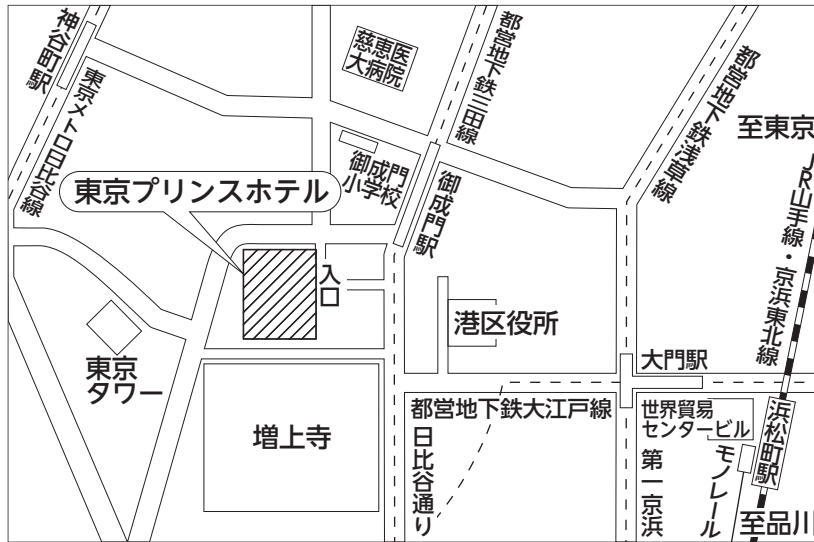 神谷町駅
東京メトロ日比谷線
慈恵医
大病院
都営地下鉄三田線
都営地下鉄浅草線
至東京
JR山手線・京浜東北線
御成門
小学校
御成門駅
東京プリンスホテル
入口
港区役所
東京
タワー
大門駅
増上寺
都営地下鉄大江戸線
日比谷通り
世界貿易
センタービル
第一京浜
モノレール
浜松町駅
至品川